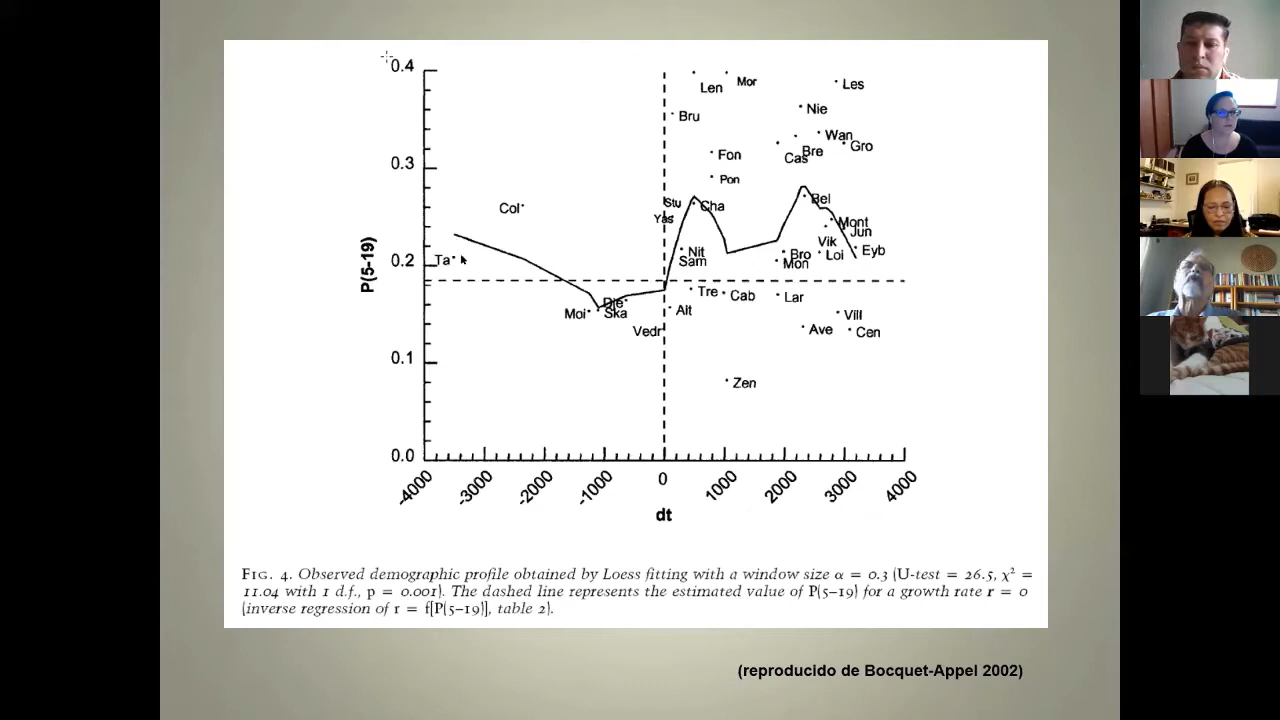 0.4
0.3
0.2
0.1
0.0
P(5-19)
-4000
-3000
-2000
-1000
0
1000
2000
3000
4000
dt
Len
Mor
Les
Bru
Nie
Wan
Gro
Fon
Cas
Bre
Pon
Col
Stu
Cha
Bel
Yas
Mont
Jun
Vik
Ta
Nit
Sam
Bro
Mon
Loi
Eyb
Tre
Cab
Lar
Die
Moi
Ska
Alt
Vill
Vedr
Ave
Cen
Zen
FIG. 4. Observed demographic profile obtained by Loess fitting with a window size α = 0.3 (U-test = 26.5, χ² =
11.04 with 1 d.f., p = 0.001). The dashed line represents the estimated value of P(5–19) for a growth rate r = 0
(inverse regression of r = f[P(5–19)], table 2).
(reproducido de Bocquet-Appel 2002)